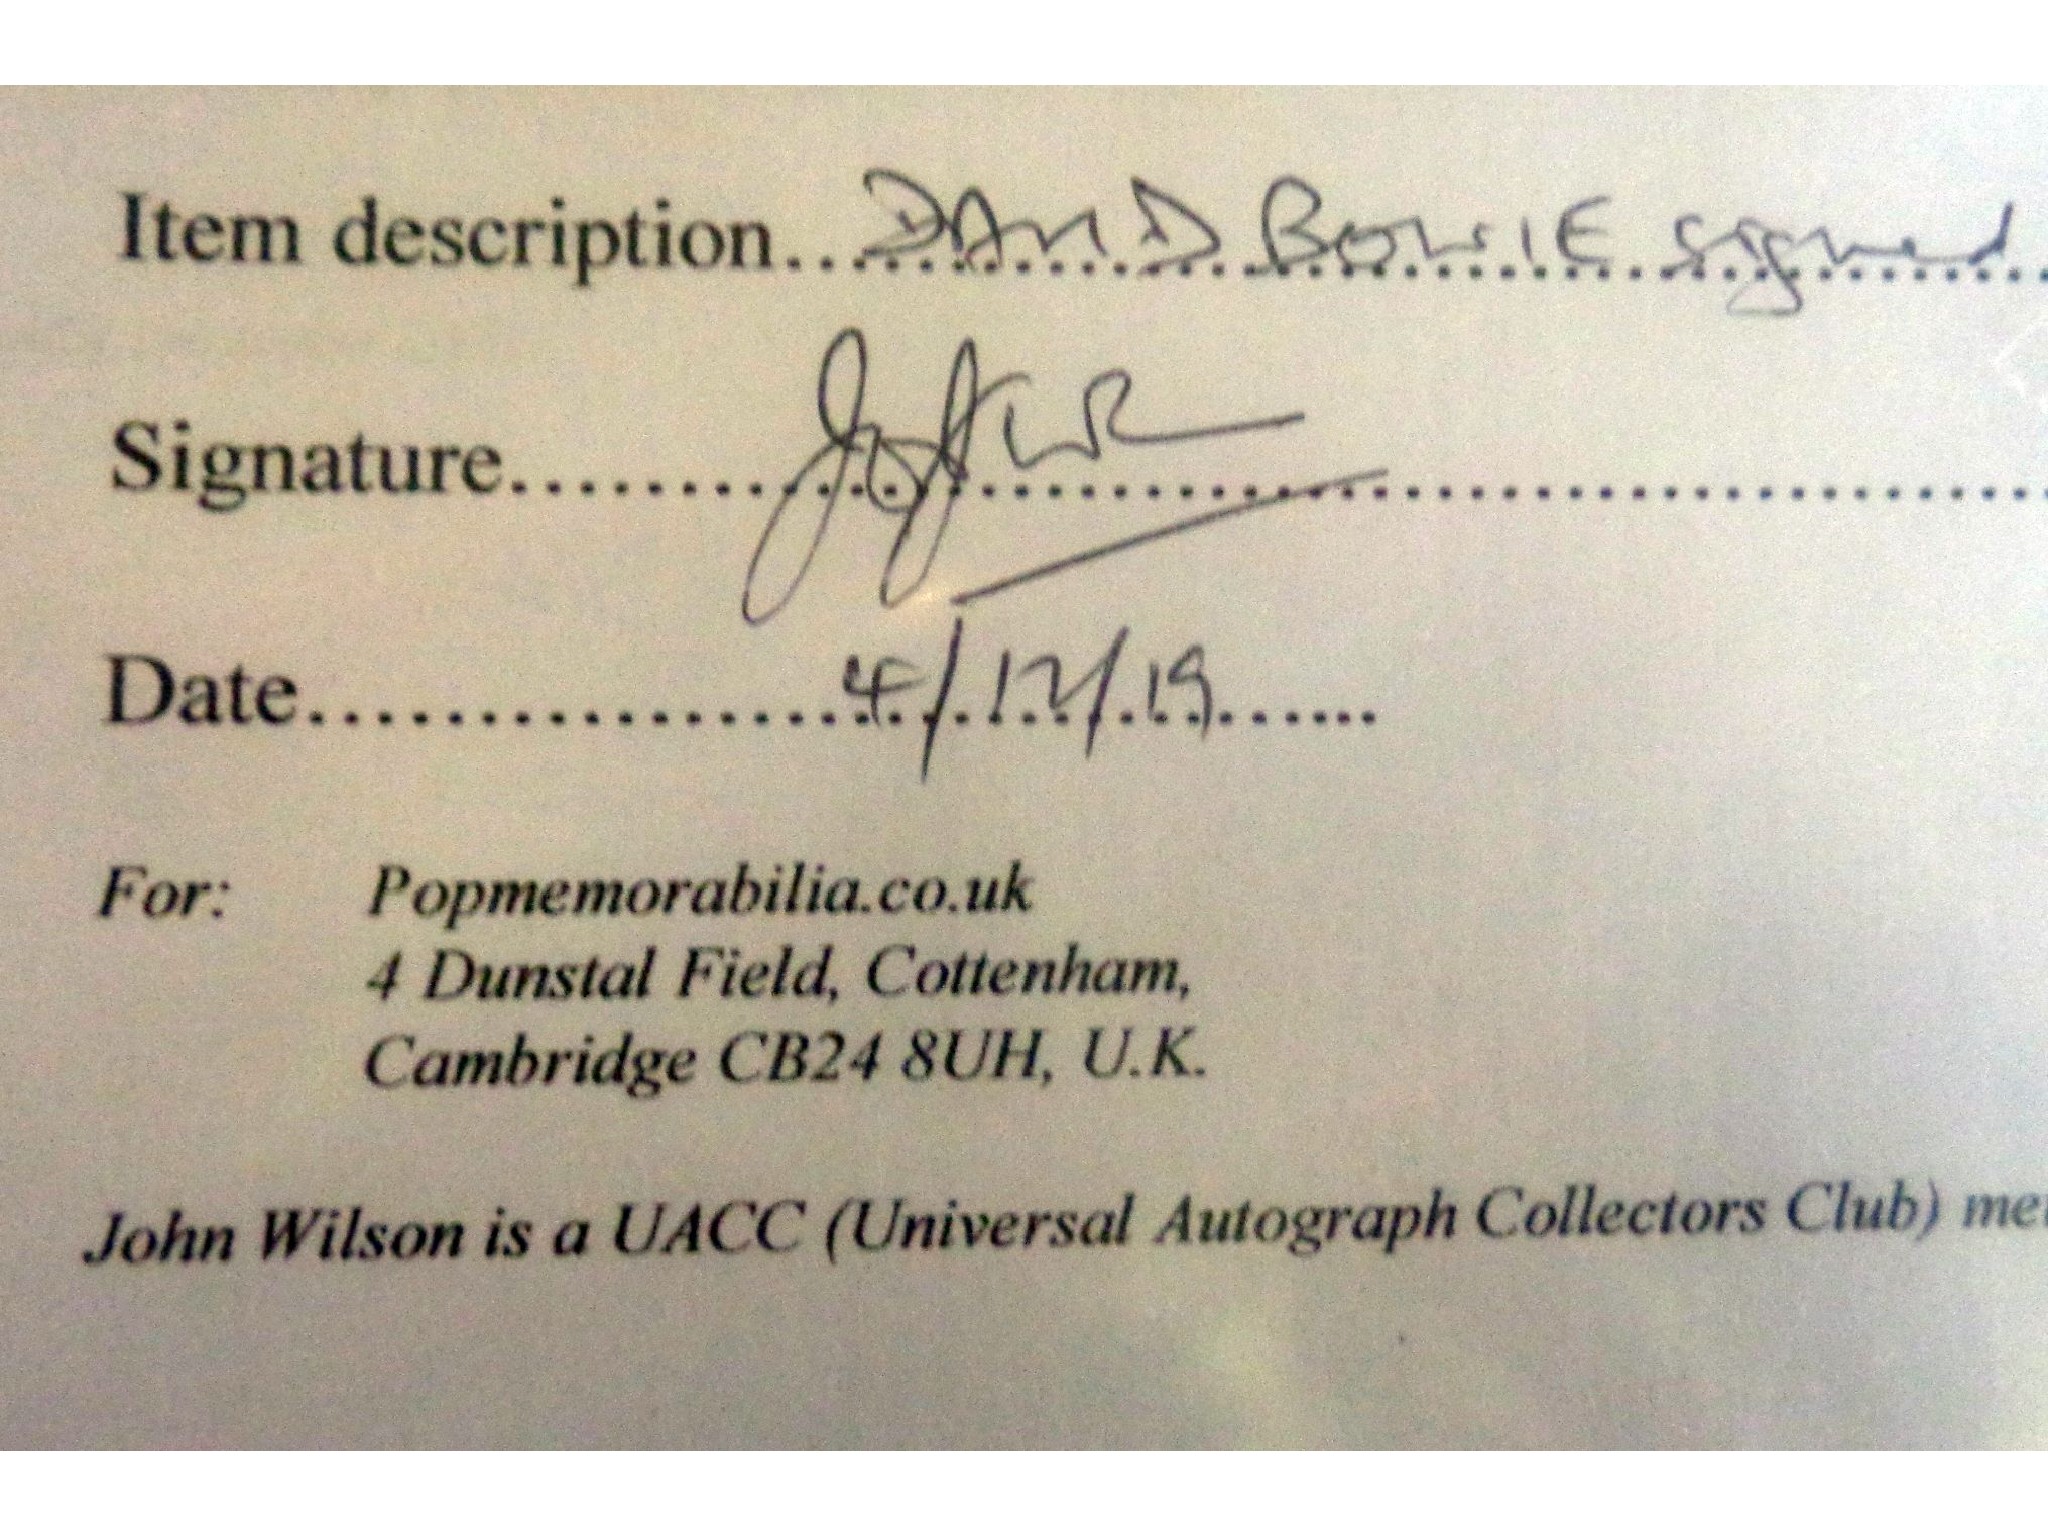 Item description...DAVID BOWIE signed
Signature...
Date...4/12/19...
For: Popmemorabilia.co.uk
4 Dunstal Field, Cottenham,
Cambridge CB24 8UH, U.K.
John Wilson is a UACC (Universal Autograph Collectors Club)